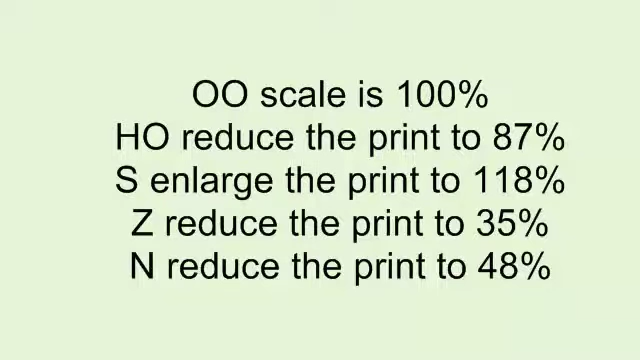 OO scale is 100%
HO reduce the print to 87%
S enlarge the print to 118%
Z reduce the print to 35%
N reduce the print to 48%